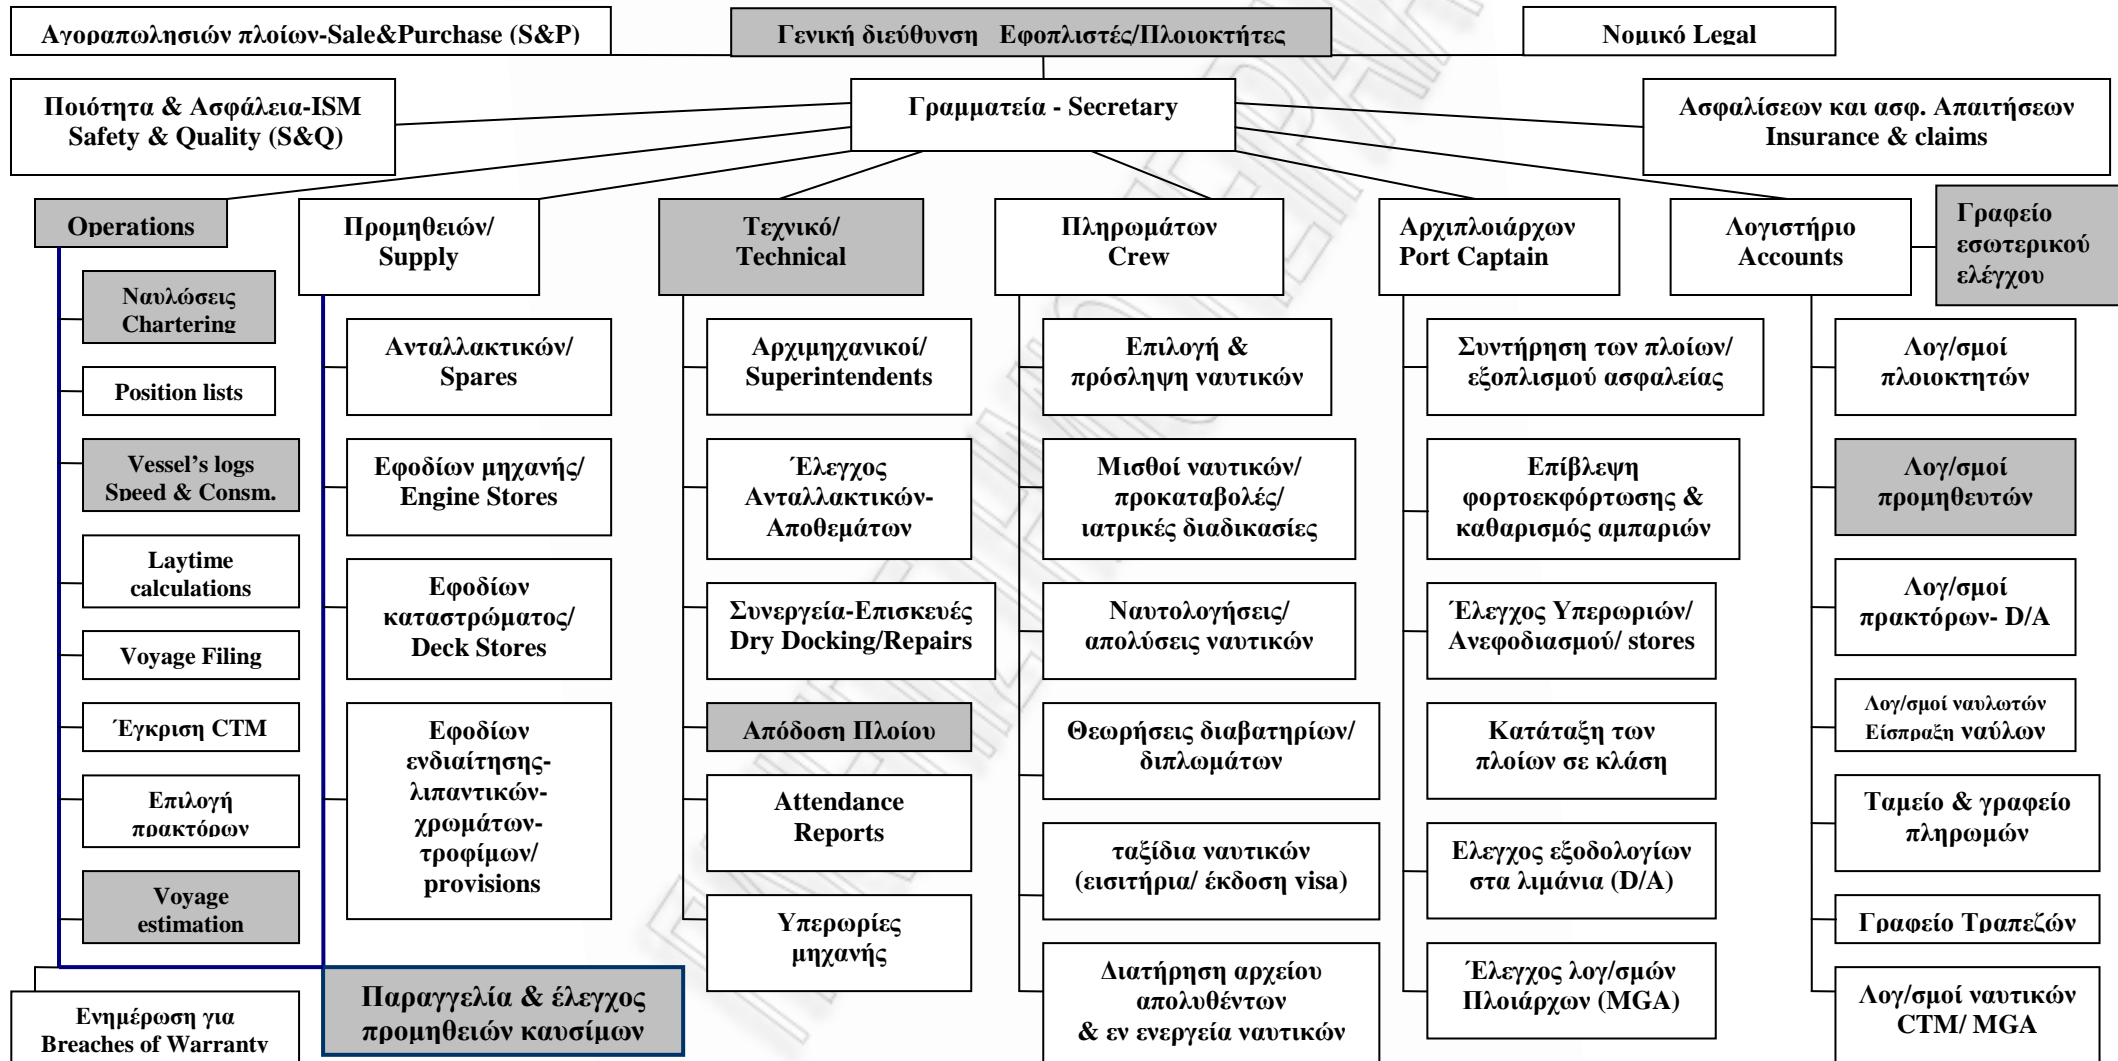 Αγοραπωλησιών πλοίων-Sale&Purchase (S&P)
Γενική διεύθυνση Εφοπλιστές/Πλοιοκτήτες
Νομικό Legal
Ποιότητα & Ασφάλεια-ISM
Safety & Quality (S&Q)
Γραμματεία - Secretary
Ασφαλίσεων και ασφ. Απαιτήσεων
Insurance & claims
Operations
Προμηθειών/
Supply
Τεχνικό/
Technical
Πληρωμάτων
Crew
Αρχιπλοιάρχων
Port Captain
Λογιστήριο
Accounts
Γραφείο
εσωτερικού
ελέγχου
Ναυλώσεις
Chartering
Position lists
Vessel's logs
Speed & Consm.
Laytime
calculations
Voyage Filing
Έγκριση CTM
Επιλογή
πρακτόρων
Voyage
estimation
Ενημέρωση για
Breaches of Warranty
Ανταλλακτικών/
Spares
Εφοδίων μηχανής/
Engine Stores
Εφοδίων
καταστρώματος/
Deck Stores
Εφοδίων
ενδιαίτησης-
λιπαντικών-
χρωμάτων-
τροφίμων/
provisions
Παραγγελία & έλεγχος
προμηθειών καυσίμων
Αρχιμηχανικοί/
Superintendents
Έλεγχος
Ανταλλακτικών-
Αποθεμάτων
Συνεργεία-Επισκευές
Dry Docking/Repairs
Απόδοση Πλοίου
Attendance
Reports
Υπερωρίες
μηχανής
Επιλογή &
πρόσληψη ναυτικών
Μισθοί ναυτικών/
προκαταβολές/
ιατρικές διαδικασίες
Ναυτολογήσεις/
απολύσεις ναυτικών
Θεωρήσεις διαβατηρίων/
διπλωμάτων
ταξίδια ναυτικών
(εισιτήρια/ έκδοση visa)
Διατήρηση αρχείου
απολυθέντων
& εν ενεργεία ναυτικών
Συντήρηση των πλοίων/
εξοπλισμού ασφαλείας
Επίβλεψη
φορτοεκφόρτωσης &
καθαρισμός αμπαριών
Έλεγχος Υπερωριών/
Ανεφοδιασμού/ stores
Κατάταξη των
πλοίων σε κλάση
Ελεγχος εξοδολογίων
στα λιμάνια (D/A)
Έλεγχος λογ/σμών
Πλοιάρχων (MGA)
Λογ/σμοί
πλοιοκτητών
Λογ/σμοί
προμηθευτών
Λογ/σμοί
πρακτόρων- D/A
Λογ/σμοί ναυλωτών
Είσπραξη ναύλων
Ταμείο & γραφείο
πληρωμών
Γραφείο Τραπεζών
Λογ/σμοί ναυτικών
CTM/ MGA